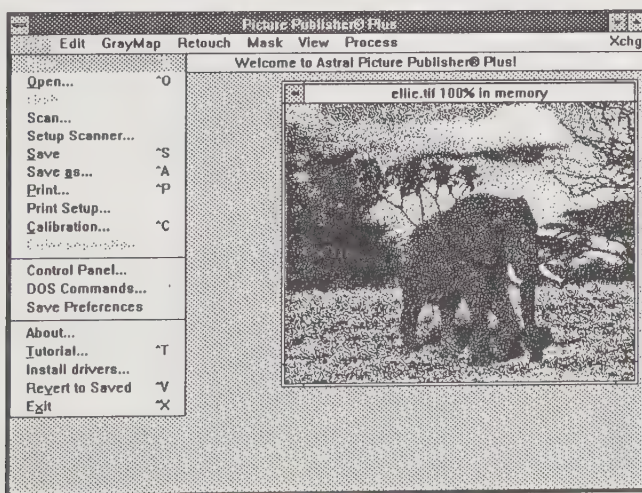 Picture Publisher® Plus
Edit GrayMap Retouch Mask View Process Xchg
Welcome to Astral Picture Publisher® Plus!
Open... ^O
Scan...
Setup Scanner...
Save ^S
Save as... ^A
Print... ^P
Print Setup...
Calibration... ^C
Control Panel...
DOS Commands...
Save Preferences
About...
Tutorial... ^T
Install drivers...
Revert to Saved ^V
Exit ^X
ellie.tif 100% in memory